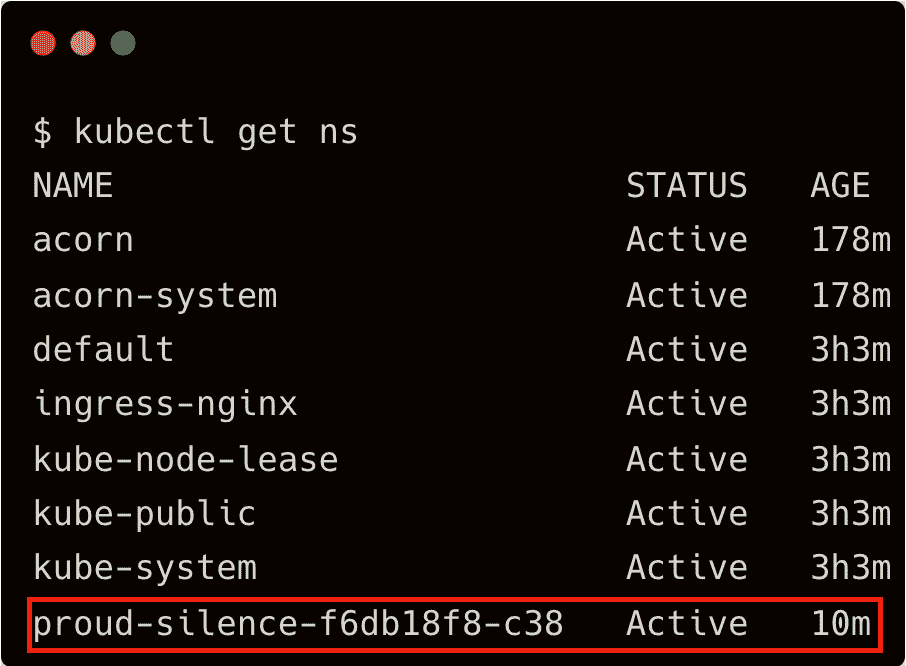 $ kubectl get ns
NAME STATUS AGE
acorn Active 178m
acorn-system Active 178m
default Active 3h3m
ingress-nginx Active 3h3m
kube-node-lease Active 3h3m
kube-public Active 3h3m
kube-system Active 3h3m
proud-silence-f6db18f8-c38 Active 10m